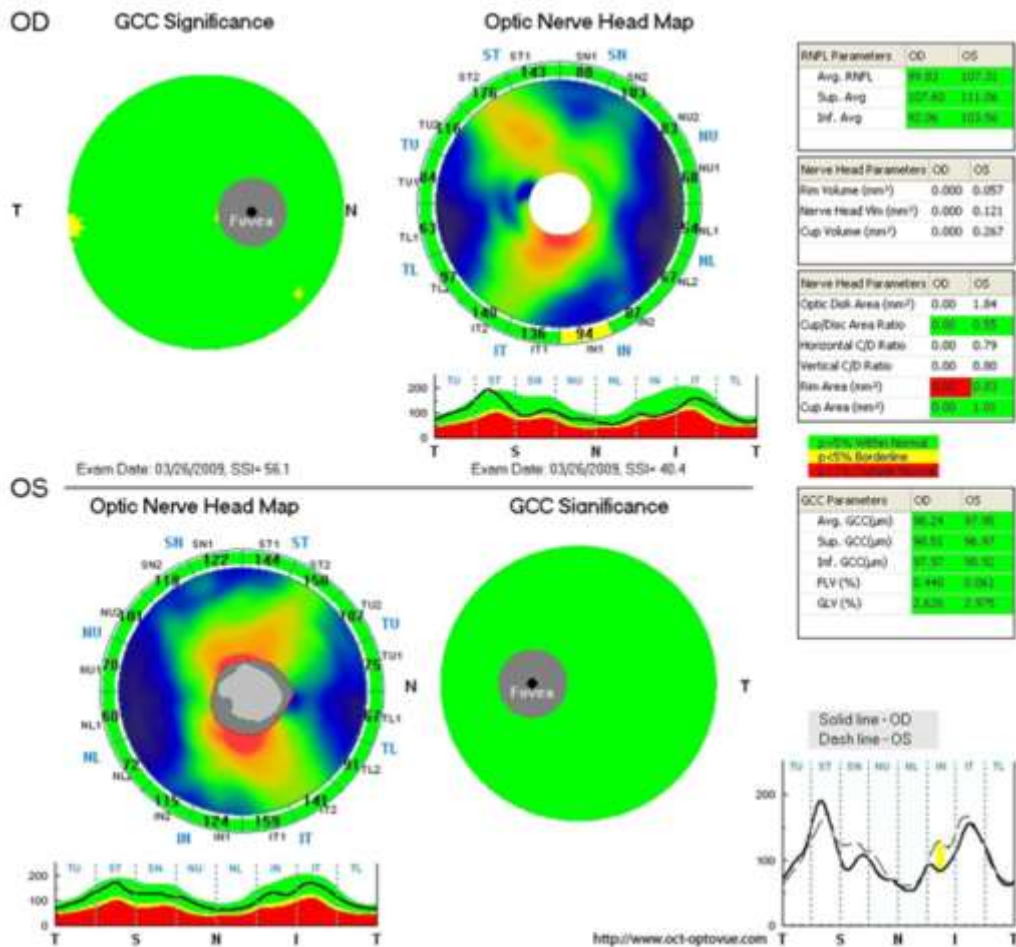 OD
GCC Significance
Optic Nerve Head Map
T
Fovea
N
ST
ST1
143
88
SN1
SN
ST2
176
103
SN2
TU2
116
83
NU2
TU
NU
TU1
84
68
NU1
TL1
63
54
NL1
TL
NL
TL2
97
67
NL2
IT2
140
87
IN2
136
94
IT
IT1
IN1
IN
TU ST SN NU NL IN IT TL
200
100
0
T S N I T
Exam Date: 03/26/2009, SSI= 56.1
Exam Date: 03/26/2009, SSI= 40.4
RNFL Parameters OD OS
Avg. RNFL
Sup. Avg
Inf. Avg
Nerve Head Parameters OD OS
Rim Volume (mm³) 0.000 0.057
Nerve Head Vlm (mm³) 0.000 0.121
Cup Volume (mm³) 0.000 0.267
Nerve Head Parameters OD OS
Optic Disk Area (mm²) 0.00 1.84
Cup/Disc Area Ratio 0.00 0.55
Horizontal C/D Ratio 0.00 0.79
Vertical C/D Ratio 0.00 0.80
Rim Area (mm²)
Cup Area (mm²) 0.00
p>5% Within Normal
p<5% Borderline
GCC Parameters OD OS
Avg. GCC(µm)
Sup. GCC(µm)
Inf. GCC(µm)
FLV (%)
GLV (%)
OS
Optic Nerve Head Map
GCC Significance
SN
SN1
122
144
ST1
ST
SN2
118
158
ST2
NU2
101
107
TU2
NU
TU
NU1
70
75
TU1
NL1
60
67
TL1
NL
TL
NL2
72
91
TL2
IN2
115
141
IT2
124
159
IN
IN1
IT1
IT
N
Fovea
T
TU ST SN NU NL IN IT TL
200
100
0
T S N I T
Solid line - OD
Dash line - OS
TU ST SN NU NL IN IT TL
200
100
0
T S N I T
http://www.oct-optovue.com